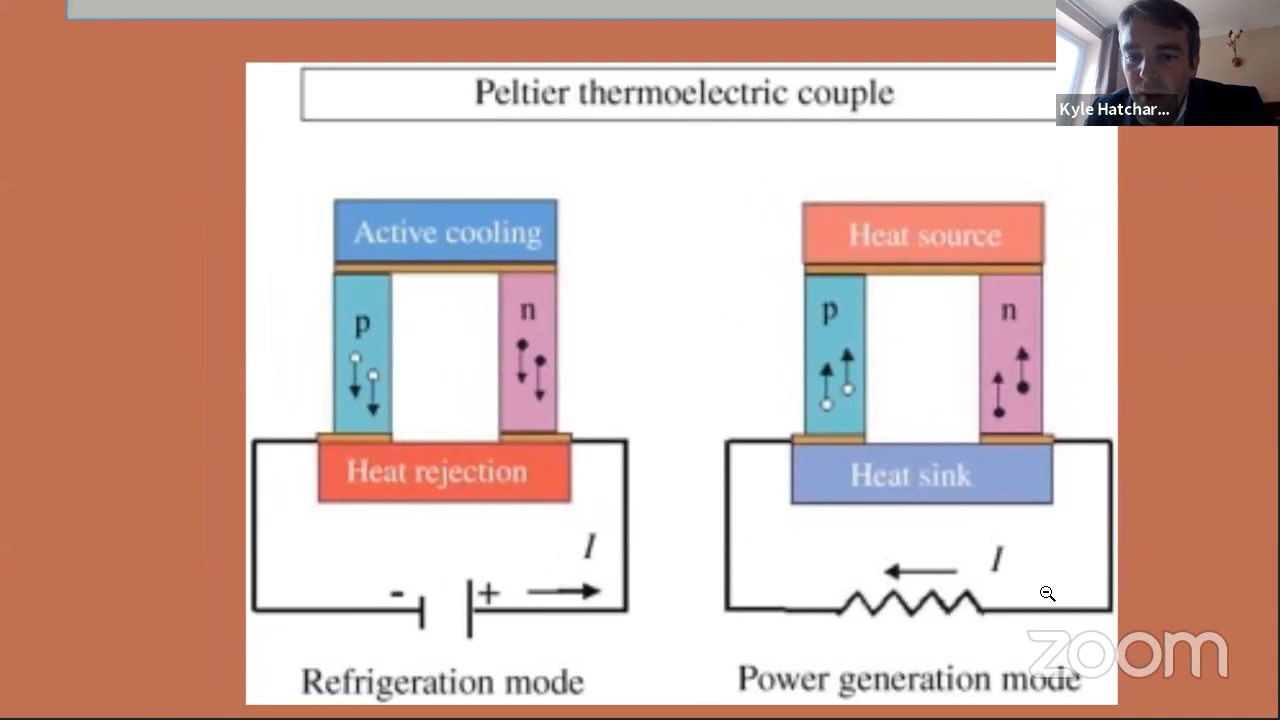 Peltier thermoelectric couple
Kyle Hatchar...
Active cooling
Heat source
p
n
p
n
Heat rejection
Heat sink
I
I
- +
zoom
Refrigeration mode
Power generation mode